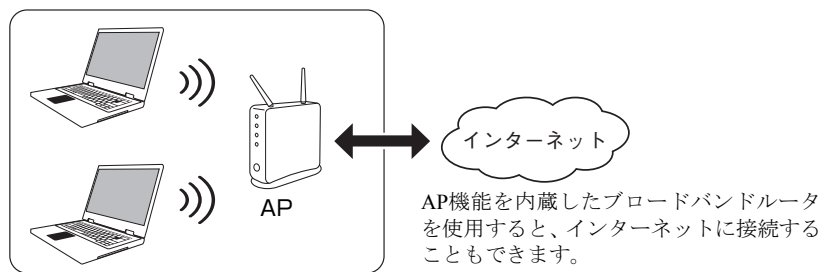 AP
インターネット
AP機能を内蔵したブロードバンドルータ
を使用すると、インターネットに接続する
こともできます。